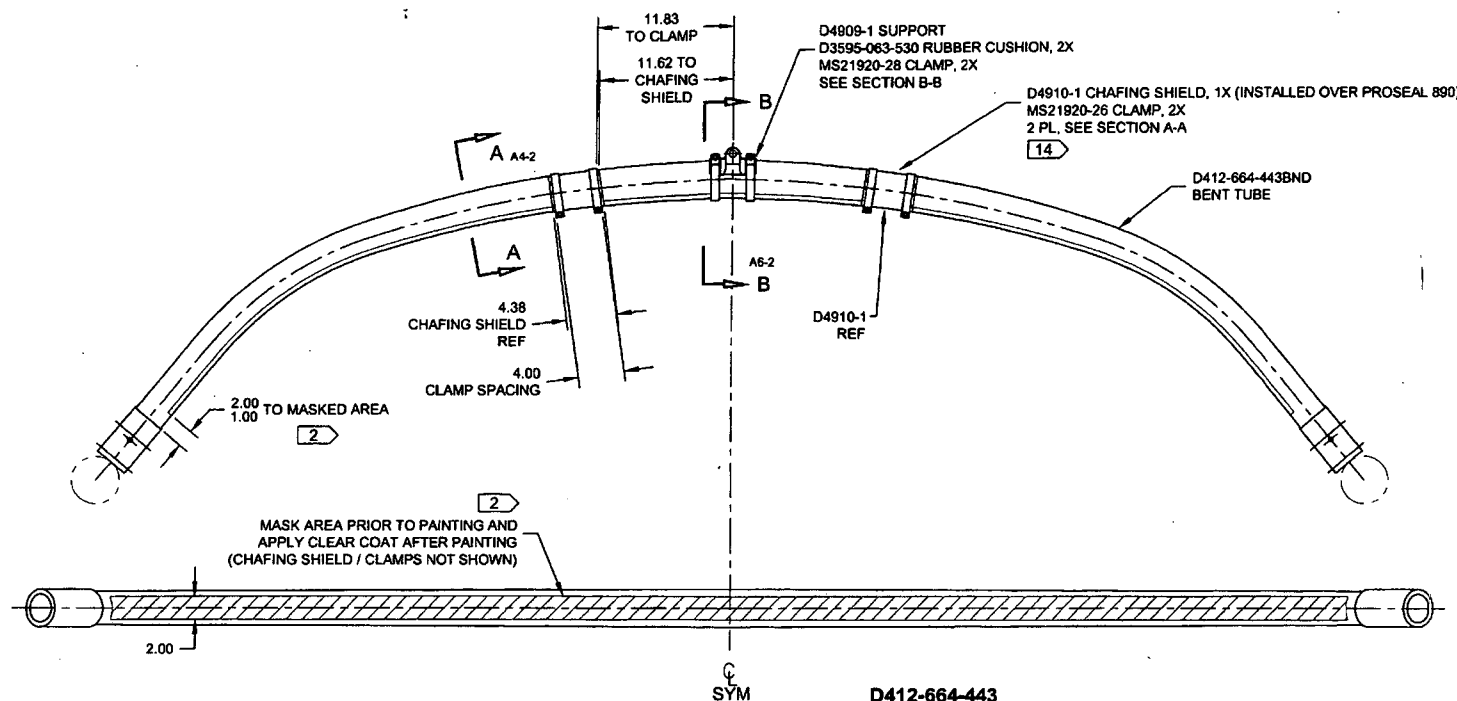 11.83
TO CLAMP
11.62 TO
CHAFING
SHIELD
D4909-1 SUPPORT
D3595-063-530 RUBBER CUSHION, 2X
MS21920-28 CLAMP, 2X
SEE SECTION B-B
B
D4910-1 CHAFING SHIELD, 1X (INSTALLED OVER PROSEAL 890)
MS21920-26 CLAMP, 2X
2 PL, SEE SECTION A-A
14
A A4-2
D412-664-443BND
BENT TUBE
A
A6-2
B
4.38
CHAFING SHIELD
REF
D4910-1
REF
4.00
CLAMP SPACING
2.00
1.00 TO MASKED AREA
2
2
MASK AREA PRIOR TO PAINTING AND
APPLY CLEAR COAT AFTER PAINTING
(CHAFING SHIELD / CLAMPS NOT SHOWN)
2.00
CL
SYM
D412-664-443